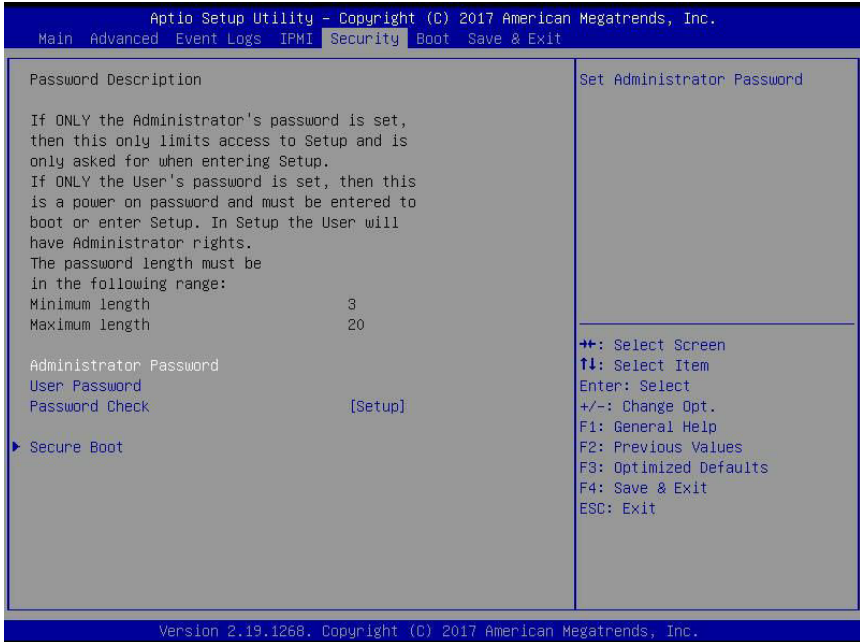 Aptio Setup Utility – Copyright (C) 2017 American Megatrends, Inc.
Main Advanced Event Logs IPMI Security Boot Save & Exit
Password Description
If ONLY the Administrator's password is set,
then this only limits access to Setup and is
only asked for when entering Setup.
If ONLY the User's password is set, then this
is a power on password and must be entered to
boot or enter Setup. In Setup the User will
have Administrator rights.
The password length must be
in the following range:
Minimum length 3
Maximum length 20
Administrator Password
User Password
Password Check [Setup]
Secure Boot
Set Administrator Password
→←: Select Screen
↑↓: Select Item
Enter: Select
+/-: Change Opt.
F1: General Help
F2: Previous Values
F3: Optimized Defaults
F4: Save & Exit
ESC: Exit
Version 2.19.1268. Copyright (C) 2017 American Megatrends, Inc.